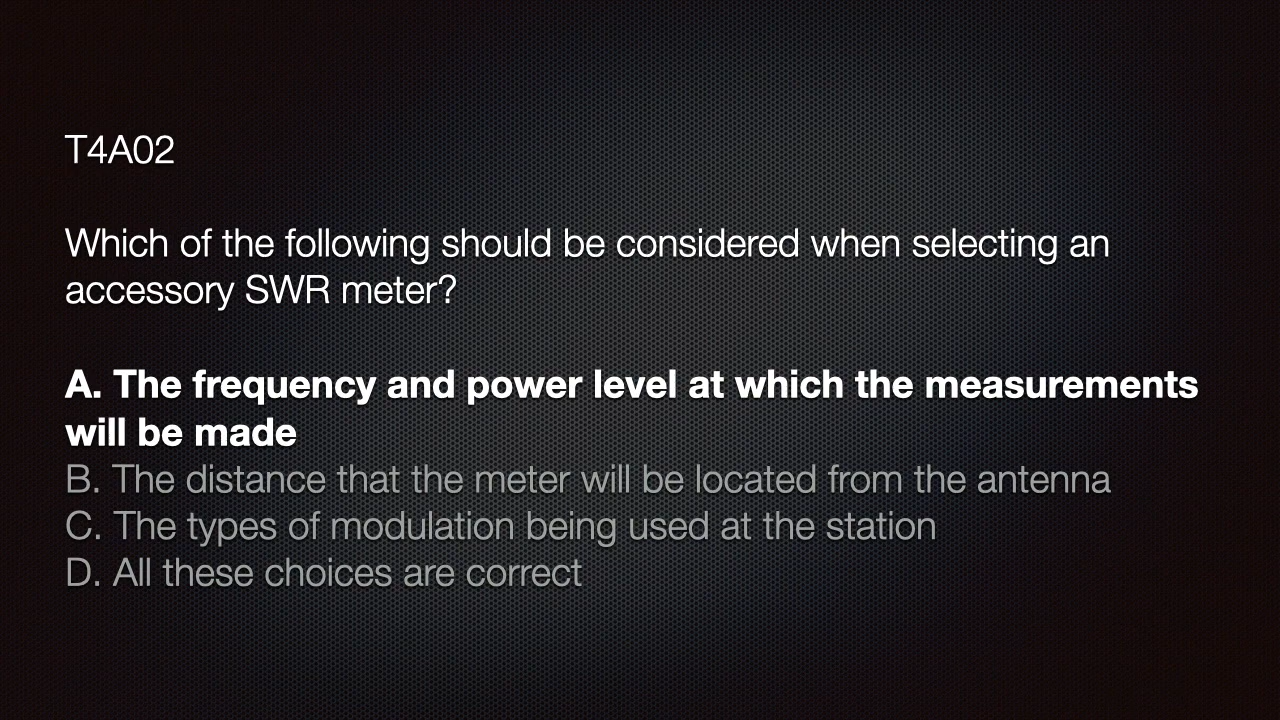 T4A02
Which of the following should be considered when selecting an
accessory SWR meter?
A. The frequency and power level at which the measurements
will be made
B. The distance that the meter will be located from the antenna
C. The types of modulation being used at the station
D. All these choices are correct